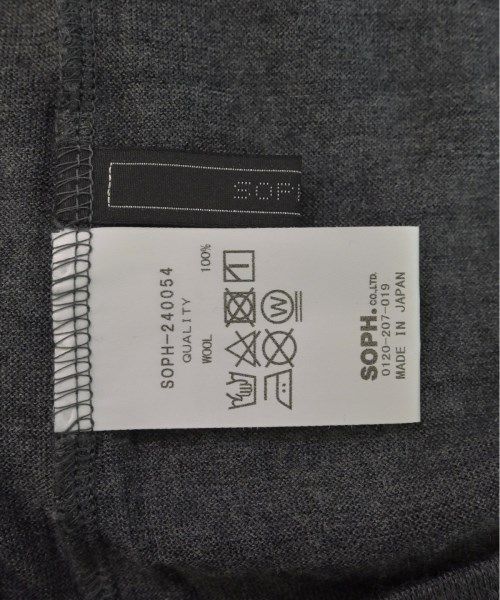 SOPH
SOPH-240054
QUALITY
WOOL 100%
W
SOPH. CO.,LTD.
0120-207-019
MADE IN JAPAN